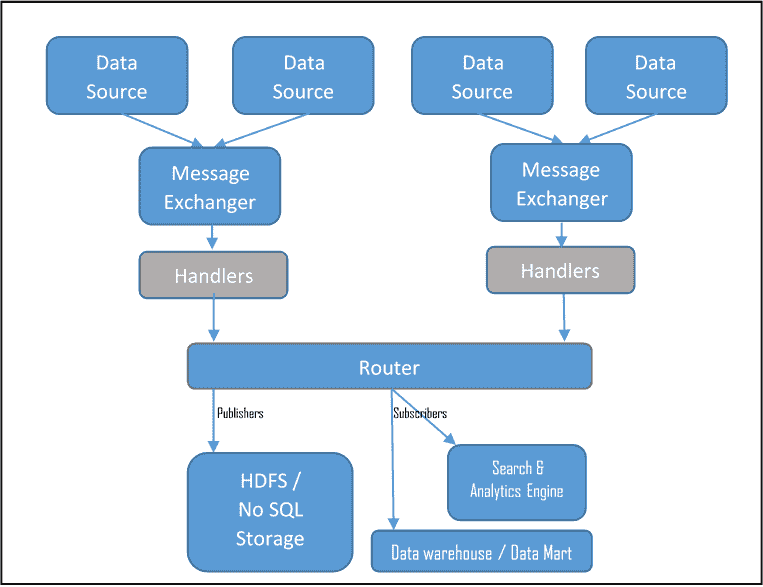 Data
Source
Data
Source
Data
Source
Data
Source
Message
Exchanger
Message
Exchanger
Handlers
Handlers
Router
Publishers
Subscribers
HDFS /
No SQL
Storage
Search &
Analytics Engine
Data warehouse / Data Mart